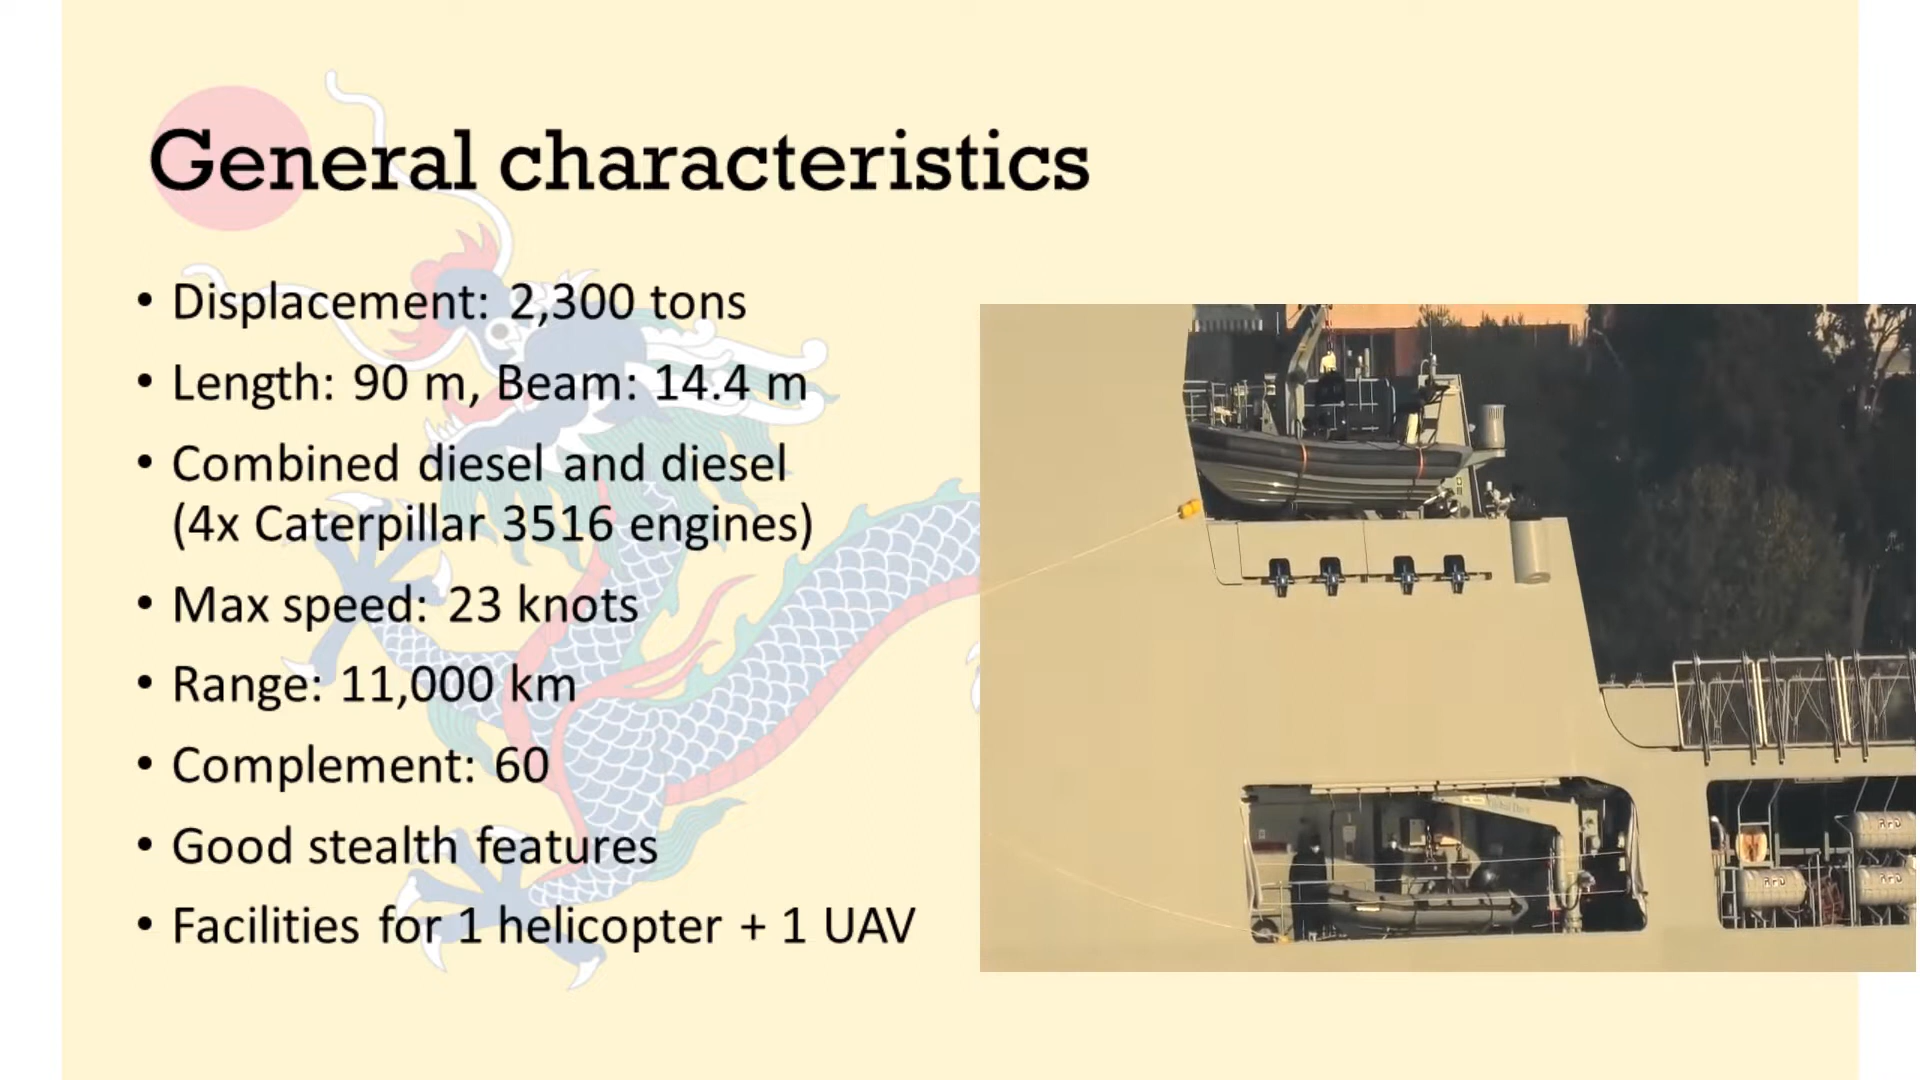 General characteristics
• Displacement: 2,300 tons
• Length: 90 m, Beam: 14.4 m
• Combined diesel and diesel
(4x Caterpillar 3516 engines)
• Max speed: 23 knots
• Range: 11,000 km
• Complement: 60
• Good stealth features
• Facilities for 1 helicopter + 1 UAV